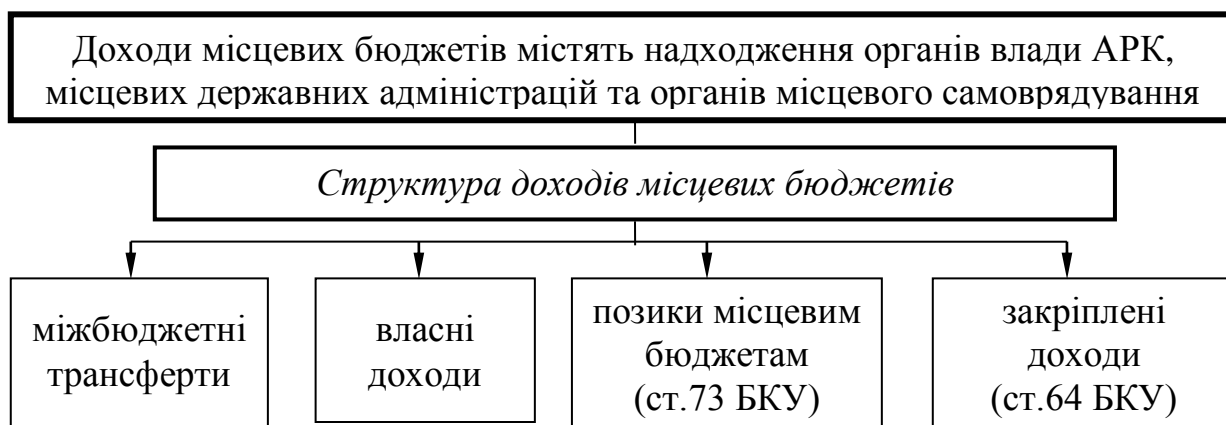 Доходи місцевих бюджетів містять надходження органів влади АРК,
місцевих державних адміністрацій та органів місцевого самоврядування
Структура доходів місцевих бюджетів
міжбюджетні
трансферти
власні
доходи
позики місцевим
бюджетам
(ст.73 БКУ)
закріплені
доходи
(ст.64 БКУ)